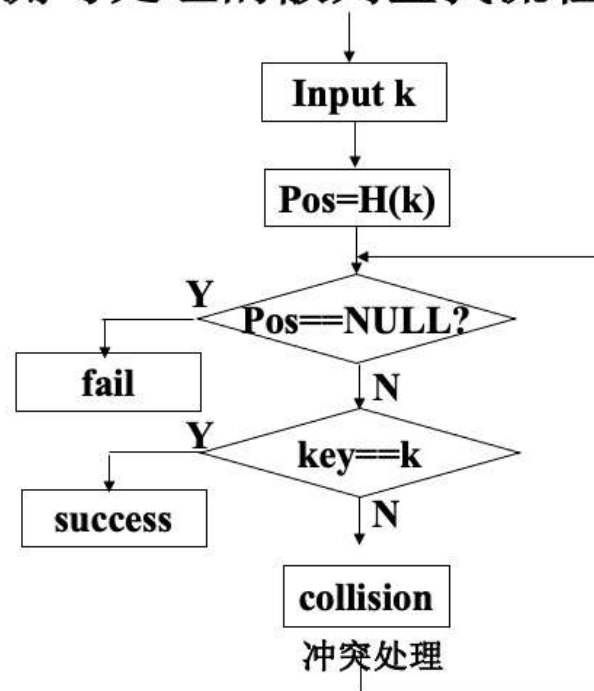 Input k
Pos=H(k)
Y
Pos==NULL?
fail
N
Y
key==k
success
N
collision
冲突处理